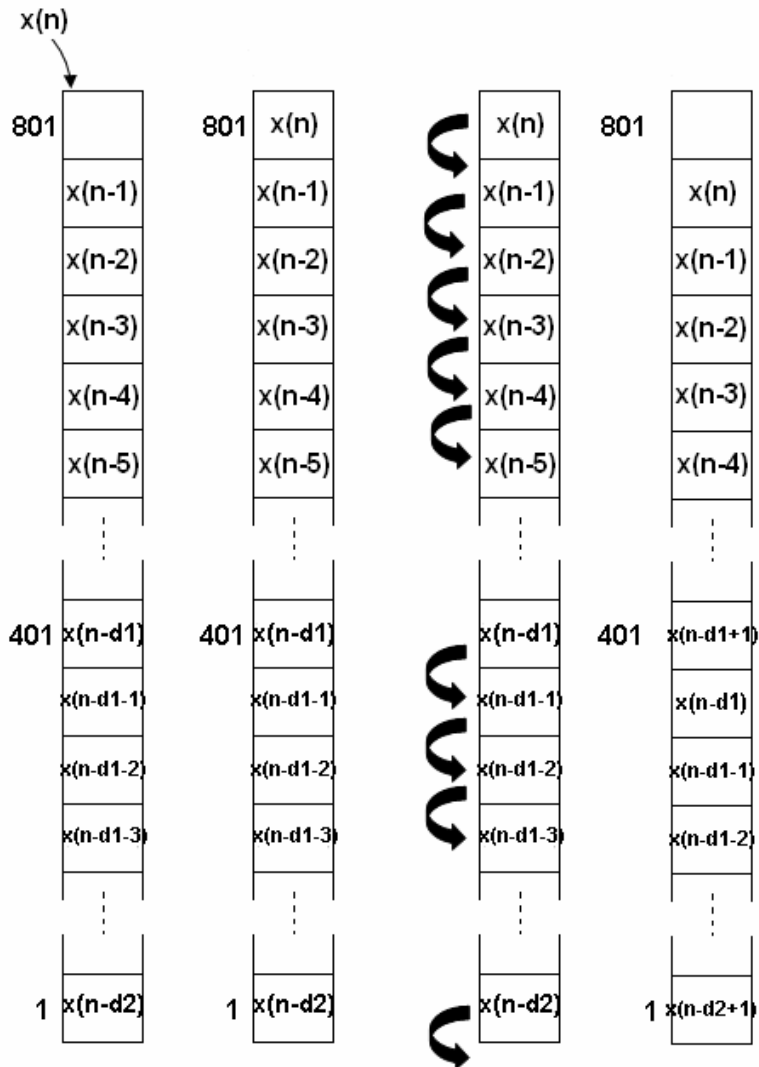 x(n)
801 801 x(n) x(n) 801
x(n-1) x(n-1) x(n-1) x(n)
x(n-2) x(n-2) x(n-2) x(n-1)
x(n-3) x(n-3) x(n-3) x(n-2)
x(n-4) x(n-4) x(n-4) x(n-3)
x(n-5) x(n-5) x(n-5) x(n-4)
401 x(n-d1) 401 x(n-d1) x(n-d1) 401 x(n-d1+1)
x(n-d1-1) x(n-d1-1) x(n-d1-1) x(n-d1)
x(n-d1-2) x(n-d1-2) x(n-d1-2) x(n-d1-1)
x(n-d1-3) x(n-d1-3) x(n-d1-3) x(n-d1-2)
1 x(n-d2) 1 x(n-d2) x(n-d2) 1 x(n-d2+1)